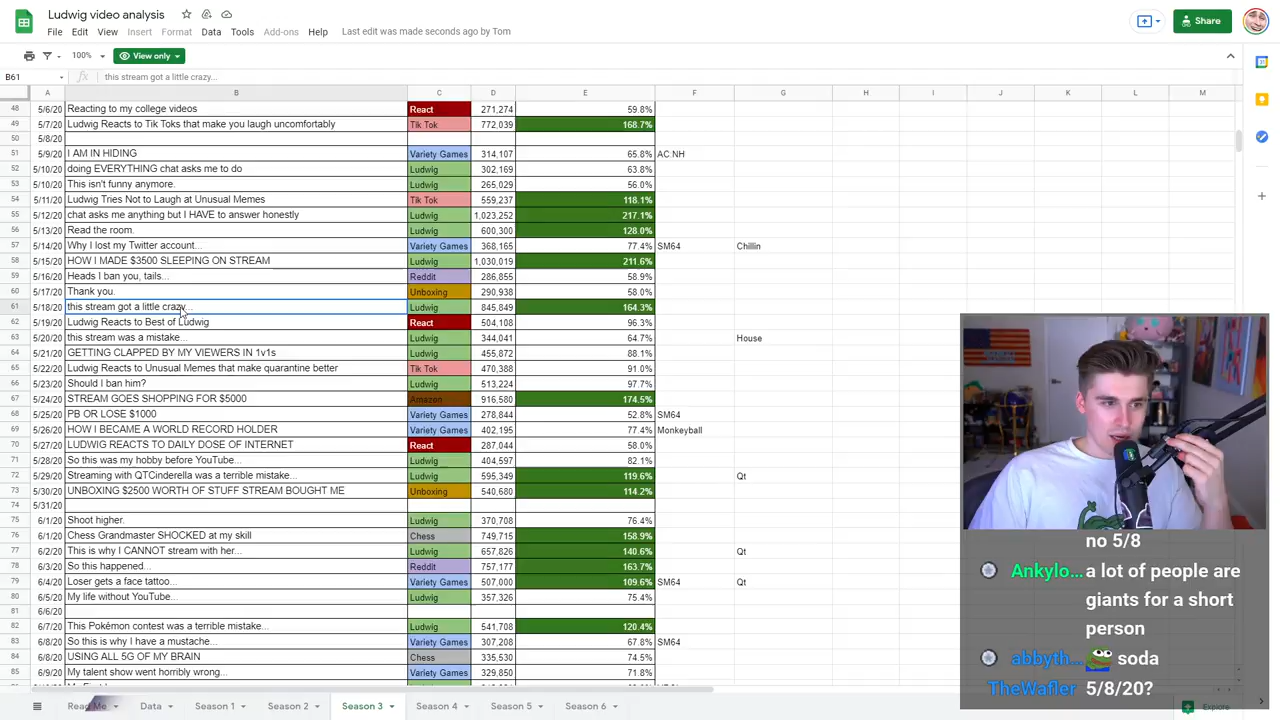 Ludwig video analysis
File Edit View Insert Format Data Tools Add-ons Help Last edit was made seconds ago by Tom
Share
100% View only
B61 fx this stream got a little crazy...
A B C D E F G H I J K L M
48 5/6/20 Reacting to my college videos React 271,274 59.8%
49 5/7/20 Ludwig Reacts to Tik Toks that make you laugh uncomfortably Tik Tok 772,039 168.7%
50 5/8/20
51 5/9/20 I AM IN HIDING Variety Games 314,107 65.8% AC:NH
52 5/10/20 doing EVERYTHING chat asks me to do Ludwig 302,169 63.8%
53 5/10/20 This isn't funny anymore. Ludwig 265,029 56.0%
54 5/11/20 Ludwig Tries Not to Laugh at Unusual Memes Tik Tok 559,237 118.1%
55 5/12/20 chat asks me anything but I HAVE to answer honestly Ludwig 1,023,252 217.1%
56 5/13/20 Read the room. Ludwig 600,300 128.0%
57 5/14/20 Why I lost my Twitter account... Variety Games 368,165 77.4% SM64 Chillin
58 5/15/20 HOW I MADE $3500 SLEEPING ON STREAM Ludwig 1,030,019 211.6%
59 5/16/20 Heads I ban you, tails... Reddit 286,855 58.9%
60 5/17/20 Thank you. Unboxing 290,938 58.0%
61 5/18/20 this stream got a little crazy... Ludwig 845,849 164.3%
62 5/19/20 Ludwig Reacts to Best of Ludwig React 504,108 96.3%
63 5/20/20 this stream was a mistake... Ludwig 344,041 64.7% House
64 5/21/20 GETTING CLAPPED BY MY VIEWERS IN 1v1s Ludwig 455,872 88.1%
65 5/22/20 Ludwig Reacts to Unusual Memes that make quarantine better Tik Tok 470,388 91.0%
66 5/23/20 Should I ban him? Ludwig 513,224 97.7%
67 5/24/20 STREAM GOES SHOPPING FOR $5000 Amazon 916,580 174.5%
68 5/25/20 PB OR LOSE $1000 Variety Games 278,844 52.8% SM64
69 5/26/20 HOW I BECAME A WORLD RECORD HOLDER Variety Games 402,195 77.4% Monkeyball
70 5/27/20 LUDWIG REACTS TO DAILY DOSE OF INTERNET React 287,044 58.0%
71 5/28/20 So this was my hobby before YouTube... Ludwig 404,597 82.1%
72 5/29/20 Streaming with QTCinderella was a terrible mistake... Ludwig 595,349 119.6% Qt
73 5/30/20 UNBOXING $2500 WORTH OF STUFF STREAM BOUGHT ME Unboxing 540,680 114.2%
74 5/31/20
75 6/1/20 Shoot higher. Ludwig 370,708 76.4%
76 6/1/20 Chess Grandmaster SHOCKED at my skill Chess 749,715 158.9%
77 6/2/20 This is why I CANNOT stream with her... Ludwig 657,826 140.6% Qt
78 6/3/20 So this happened... Reddit 757,177 163.7%
79 6/4/20 Loser gets a face tattoo... Variety Games 507,000 109.6% SM64 Qt
80 6/5/20 My life without YouTube... Ludwig 357,326 75.4%
81 6/6/20
82 6/7/20 This Pokémon contest was a terrible mistake... Ludwig 541,708 120.4%
83 6/8/20 So this is why I have a mustache... Variety Games 307,208 67.8% SM64
84 6/8/20 USING ALL 5G OF MY BRAIN Chess 335,530 74.5%
85 6/9/20 My talent show went horribly wrong... Variety Games 329,850 71.8%
no 5/8
Ankylo... a lot of people are
giants for a short
person
abbyth... soda
TheWafler 5/8/20?
Read Me Data Season 1 Season 2 Season 3 Season 4 Season 5 Season 6 Explore